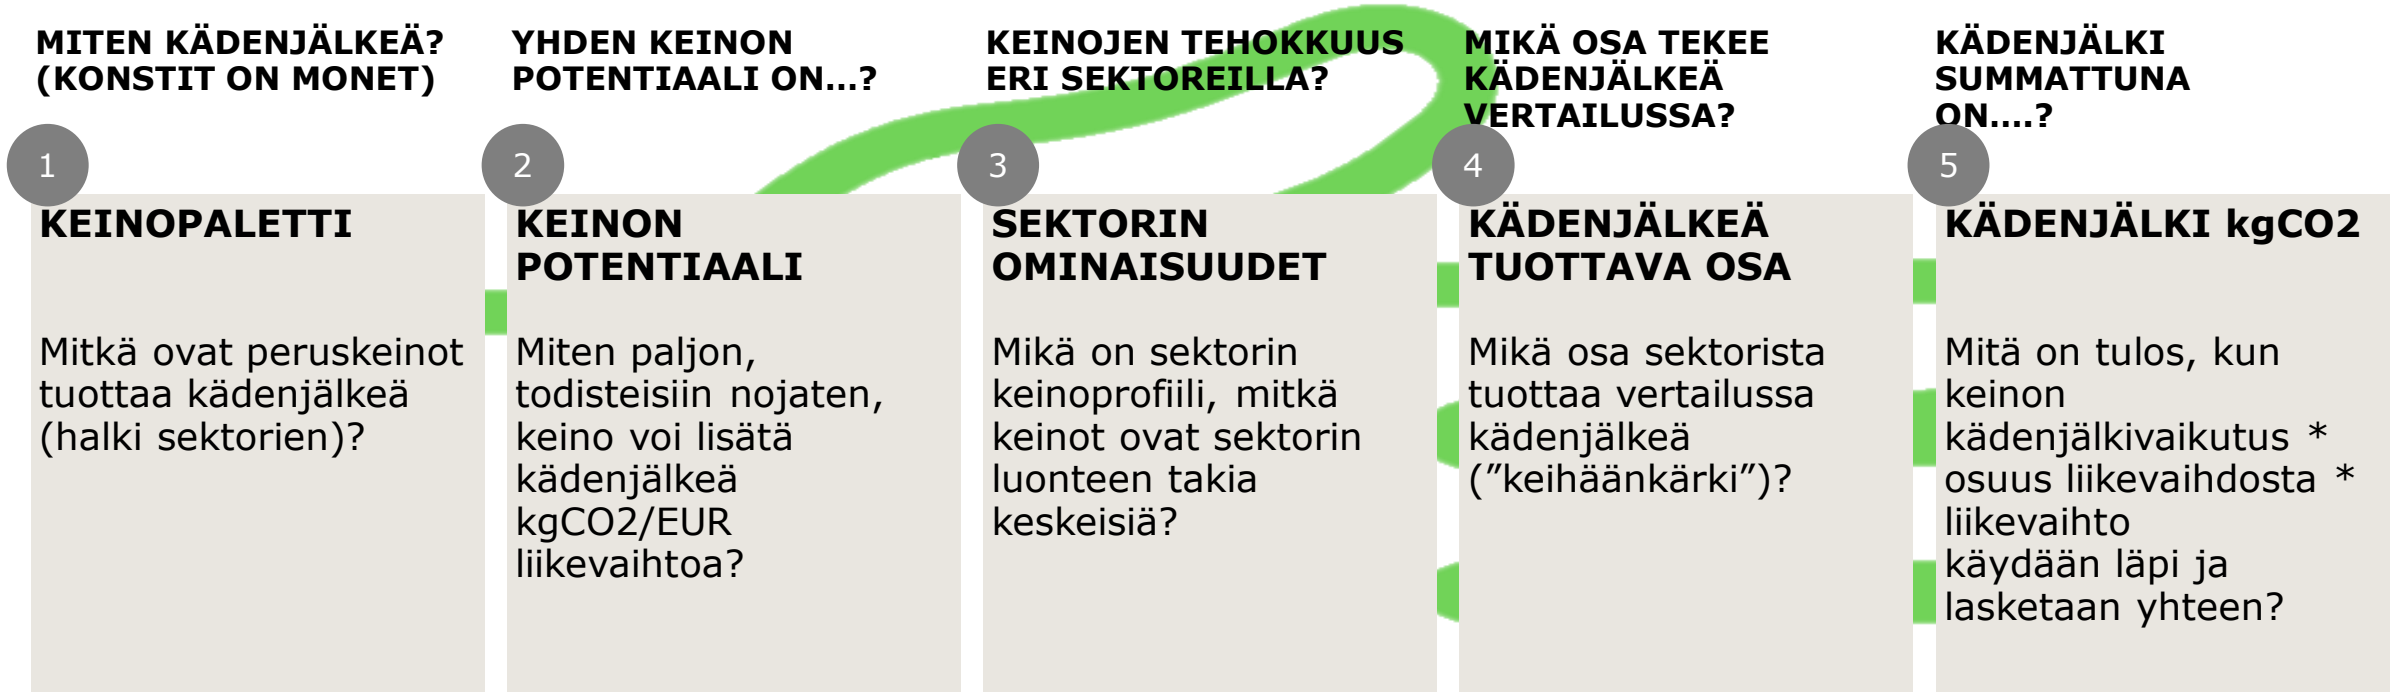 MITEN KÄDENJÄLKEÄ?
(KONSTIT ON MONET)
1
KEINOPALETTI
Mitkä ovat peruskeinot
tuottaa kädenjälkeä
(halki sektorien)?
YHDEN KEINON
POTENTIAALI ON…?
2
KEINON
POTENTIAALI
Miten paljon,
todisteisiin nojaten,
keino voi lisätä
kädenjälkeä
kgCO2/EUR
liikevaihtoa?
KEINOJEN TEHOKKUUS
ERI SEKTOREILLA?
3
SEKTORIN
OMINAISUUDET
Mikä on sektorin
keinoprofiili, mitkä
keinot ovat sektorin
luonteen takia
keskeisiä?
MIKÄ OSA TEKEE
KÄDENJÄLKEÄ
VERTAILUSSA?
4
KÄDENJÄLKEÄ
TUOTTAVA OSA
Mikä osa sektorista
tuottaa vertailussa
kädenjälkeä
(”keihäänkärki”)?
KÄDENJÄLKI
SUMMATTUNA
ON….?
5
KÄDENJÄLKI kgCO2
Mitä on tulos, kun
keinon
kädenjälkivaikutus *
osuus liikevaihdosta *
liikevaihto
käydään läpi ja
lasketaan yhteen?